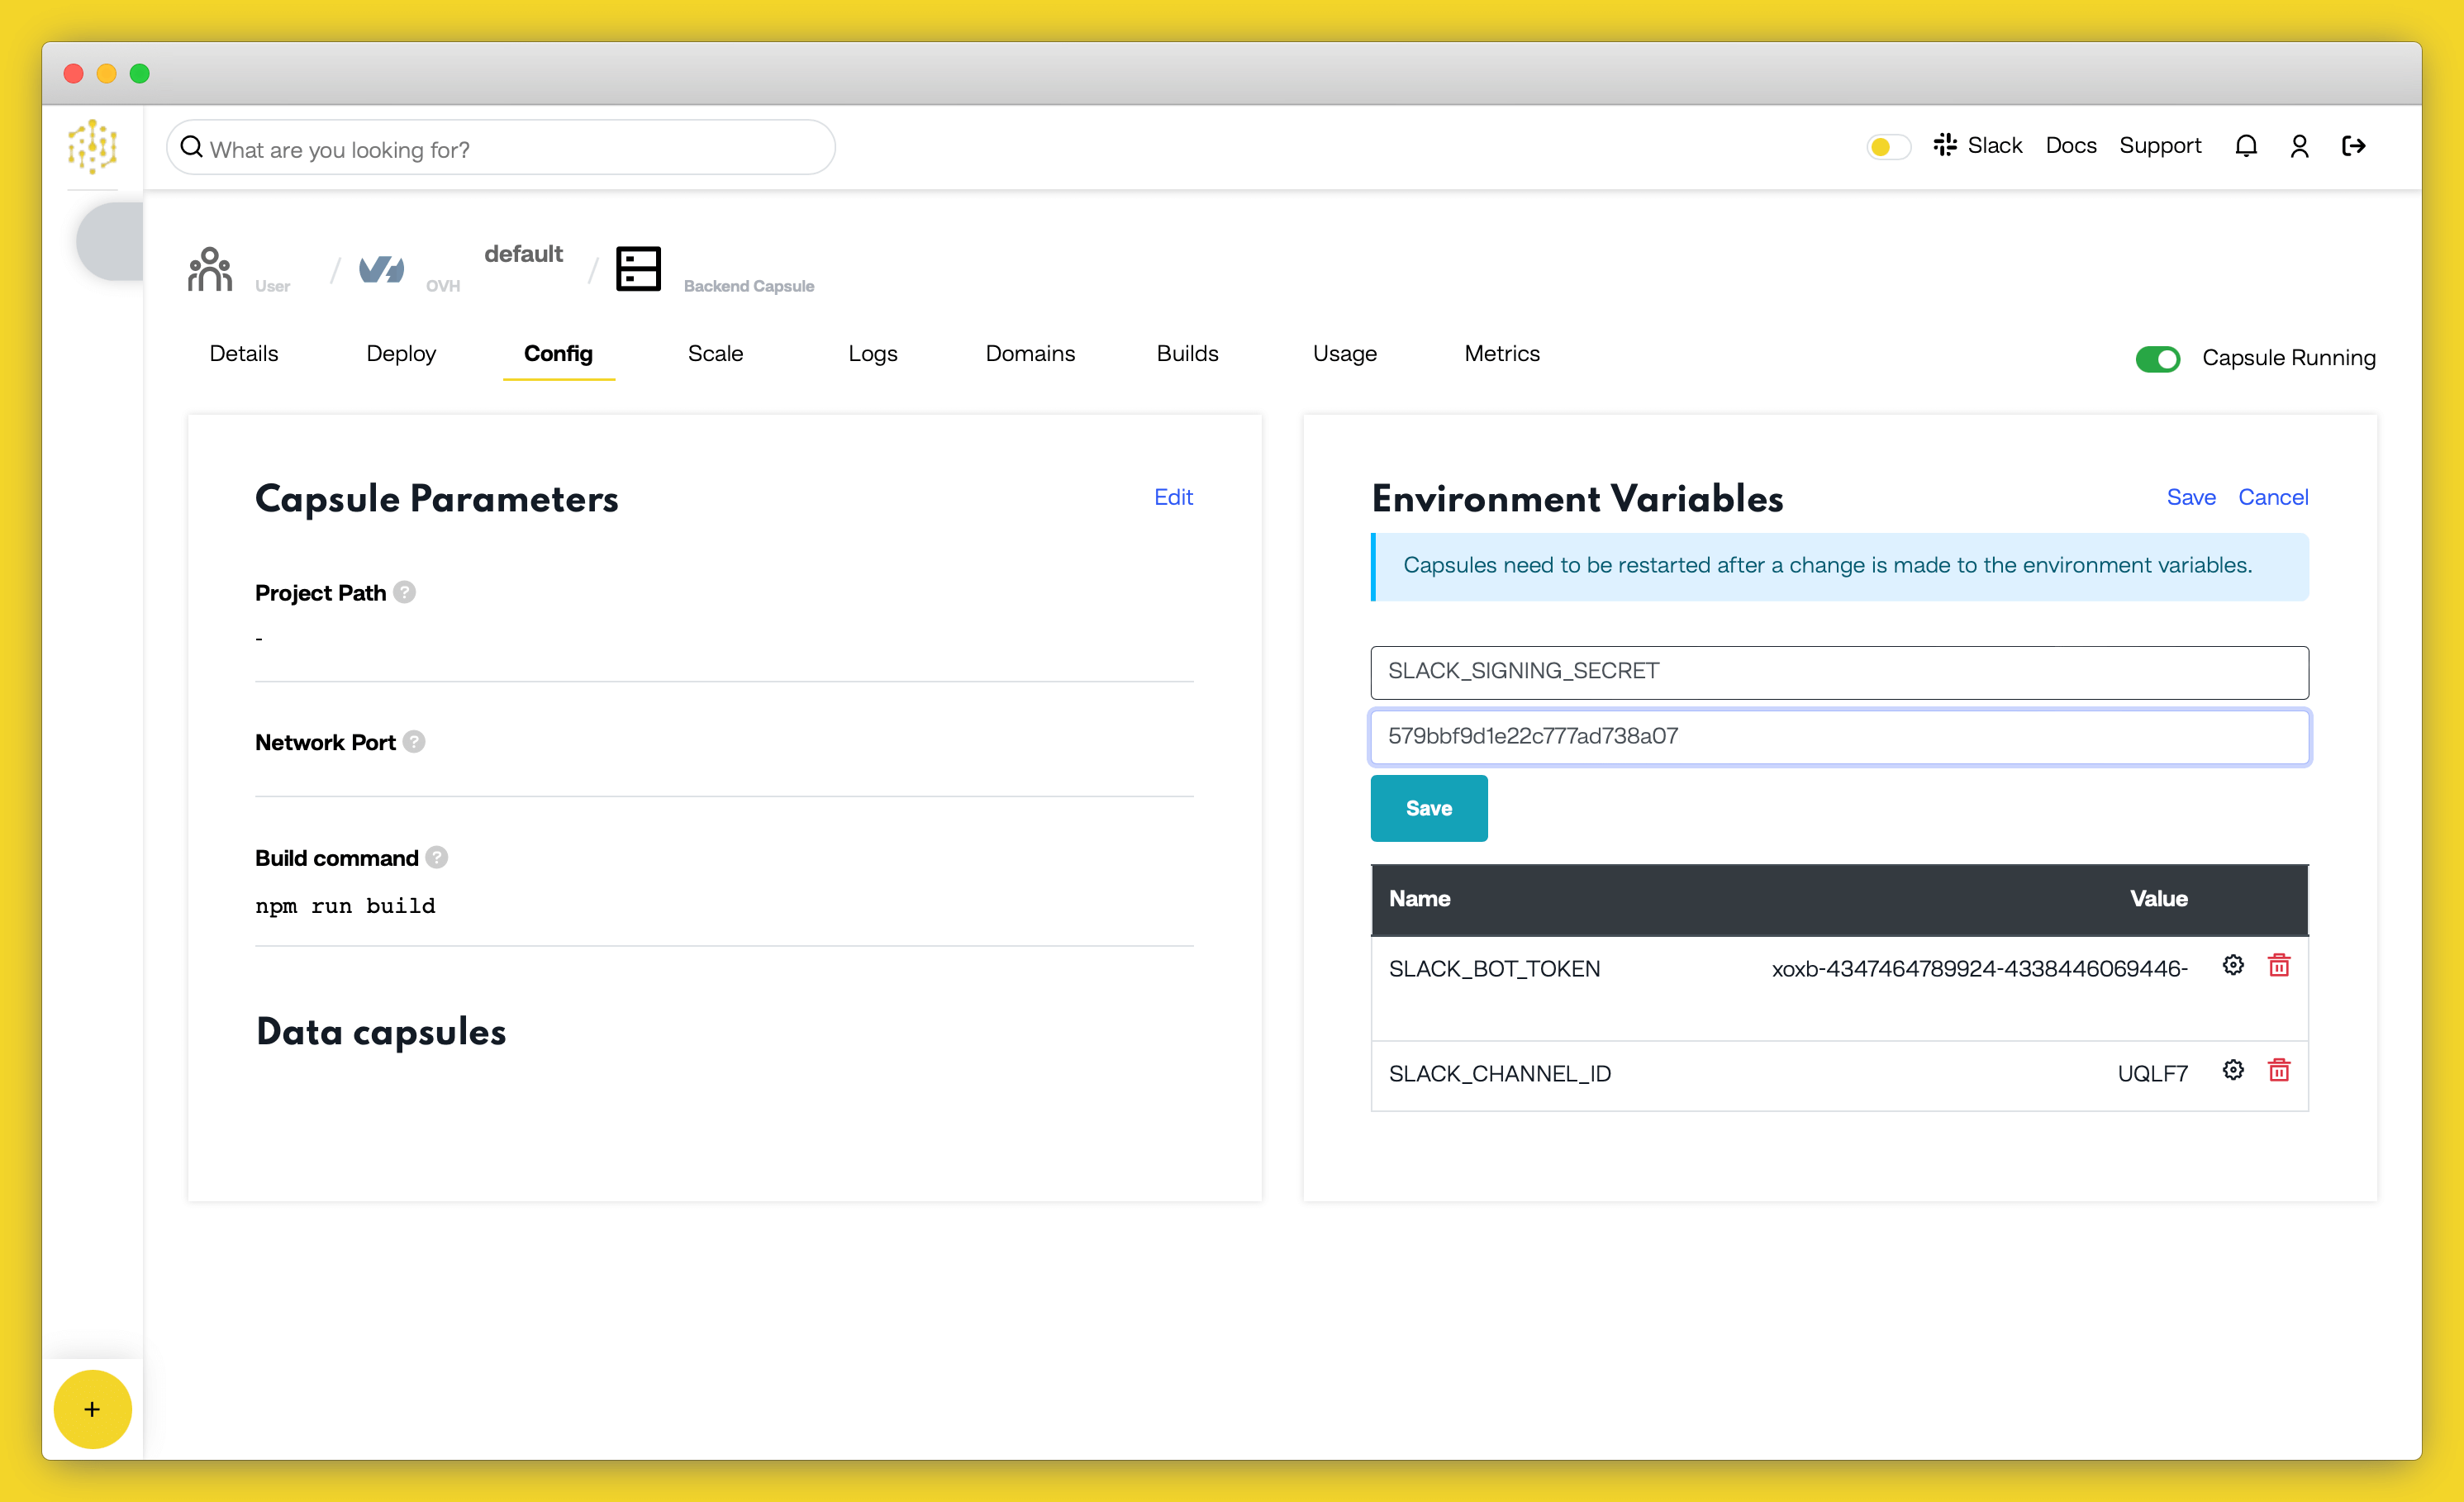 What are you looking for?
Slack Docs Support
default
User / OVH / Backend Capsule
Details Deploy Config Scale Logs Domains Builds Usage Metrics
Capsule Running
Capsule Parameters Edit
Project Path ?
-
Network Port ?
Build command ?
npm run build
Data capsules
Environment Variables Save Cancel
Capsules need to be restarted after a change is made to the environment variables.
SLACK_SIGNING_SECRET
579bbf9d1e22c777ad738a07
Save
Name Value
SLACK_BOT_TOKEN xoxb-4347464789924-4338446069446-
SLACK_CHANNEL_ID UQLF7
+